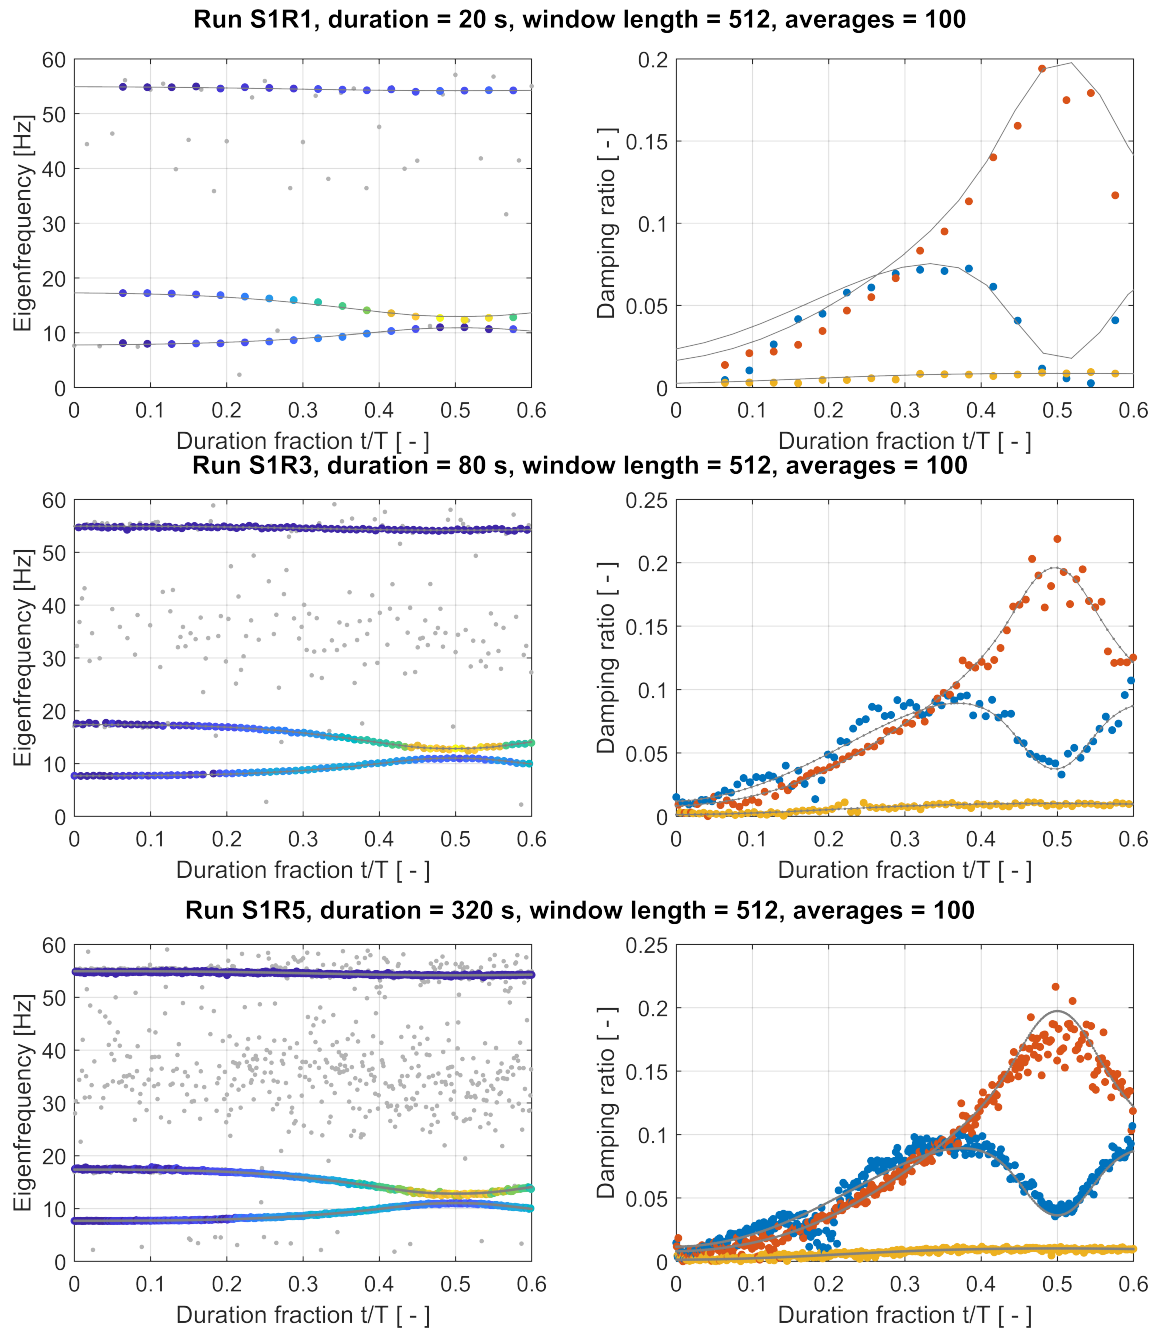 Run S1R1, duration = 20 s, window length = 512, averages = 100
60
50
40
30
20
10
0
Eigenfrequency [Hz]
0 0.1 0.2 0.3 0.4 0.5 0.6
Duration fraction t/T [ - ]
0.2
0.15
0.1
0.05
0
Damping ratio [ - ]
0 0.1 0.2 0.3 0.4 0.5 0.6
Duration fraction t/T [ - ]
Run S1R3, duration = 80 s, window length = 512, averages = 100
60
50
40
30
20
10
0
Eigenfrequency [Hz]
0 0.1 0.2 0.3 0.4 0.5 0.6
Duration fraction t/T [ - ]
0.25
0.2
0.15
0.1
0.05
0
Damping ratio [ - ]
0 0.1 0.2 0.3 0.4 0.5 0.6
Duration fraction t/T [ - ]
Run S1R5, duration = 320 s, window length = 512, averages = 100
60
50
40
30
20
10
0
Eigenfrequency [Hz]
0 0.1 0.2 0.3 0.4 0.5 0.6
Duration fraction t/T [ - ]
0.25
0.2
0.15
0.1
0.05
0
Damping ratio [ - ]
0 0.1 0.2 0.3 0.4 0.5 0.6
Duration fraction t/T [ - ]